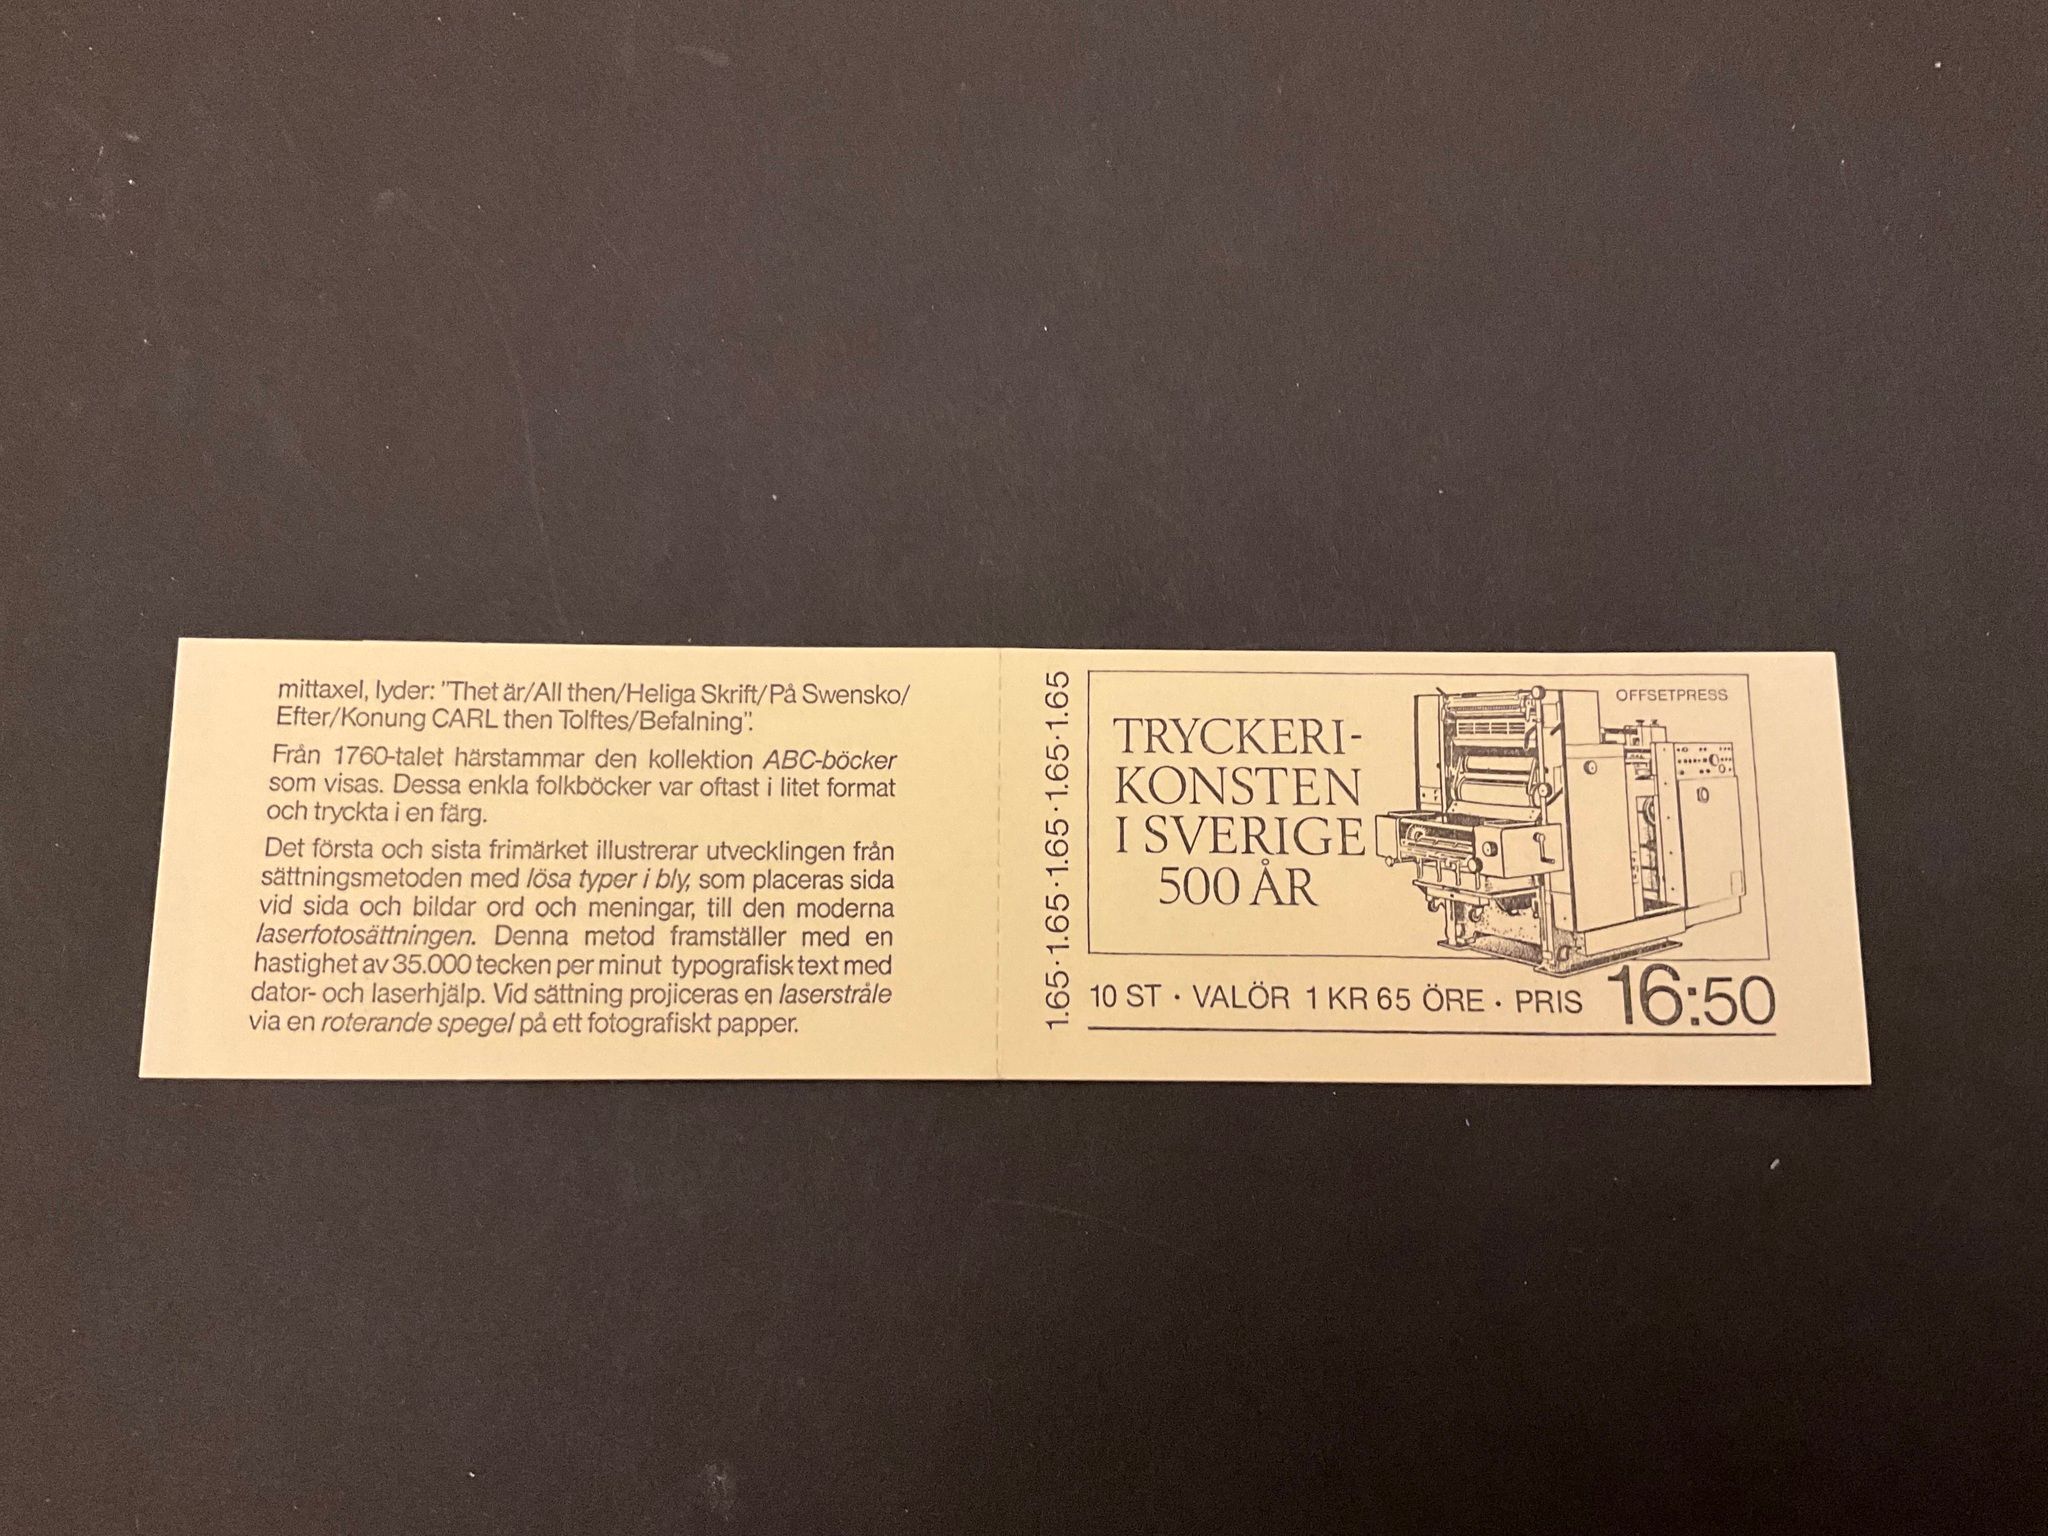 mittaxel, lyder: "Thet är/All then/Heliga Skrift/På Swensko/
Efter/Konung CARL then Tolftes/Befalning".
Från 1760-talet härstammar den kollektion ABC-böcker
som visas. Dessa enkla folkböcker var oftast i litet format
och tryckta i en färg.
Det första och sista frimärket illustrerar utvecklingen från
sättningsmetoden med lösa typer i bly, som placeras sida
vid sida och bildar ord och meningar, till den moderna
laserfotosättningen. Denna metod framställer med en
hastighet av 35.000 tecken per minut typografisk text med
dator- och laserhjälp. Vid sättning projiceras en laserstråle
via en roterande spegel på ett fotografiskt papper.
1.65·1.65·1.65·1.65·1.65
OFFSETPRESS
TRYCKERI-
KONSTEN
I SVERIGE
500 ÅR
10 ST · VALÖR 1 KR 65 ÖRE · PRIS 16:50